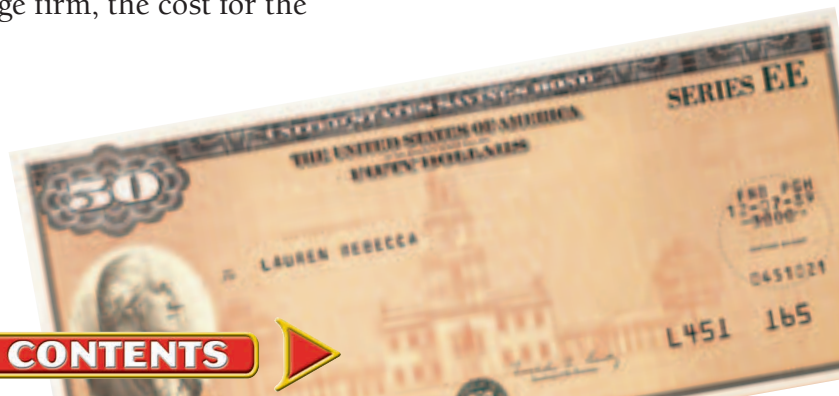 ge firm, the cost for the
UNITED STATES SAVINGS BOND
SERIES EE
THE UNITED STATES OF AMERICA
FIFTY DOLLARS
50
LAUREN REBECCA
0451021
L451 165
CONTENTS